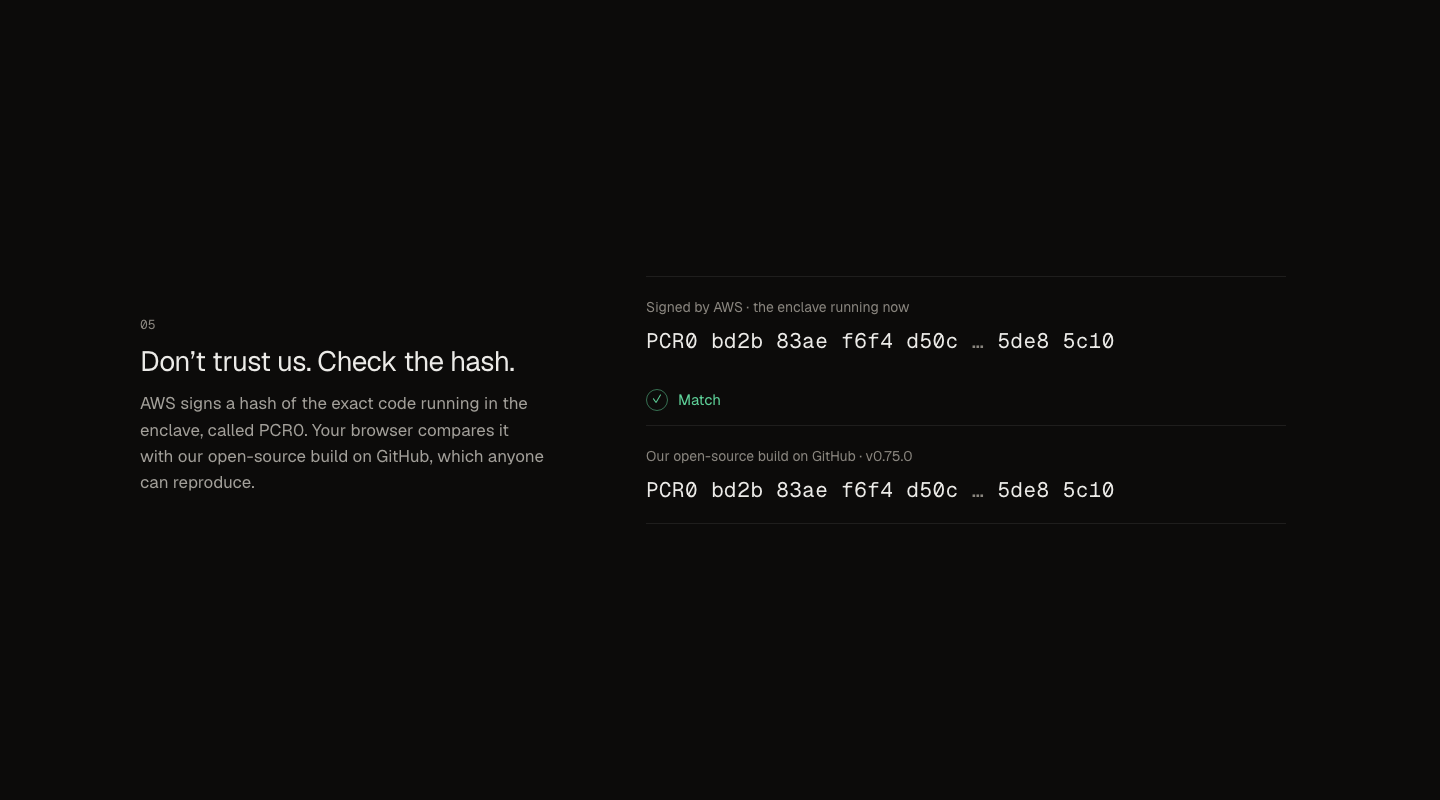 05
Don’t trust us. Check the hash.
AWS signs a hash of the exact code running in the
enclave, called PCR0. Your browser compares it
with our open-source build on GitHub, which anyone
can reproduce.
Signed by AWS · the enclave running now
PCR0 bd2b 83ae f6f4 d50c … 5de8 5c10
Match
Our open-source build on GitHub · v0.75.0
PCR0 bd2b 83ae f6f4 d50c … 5de8 5c10